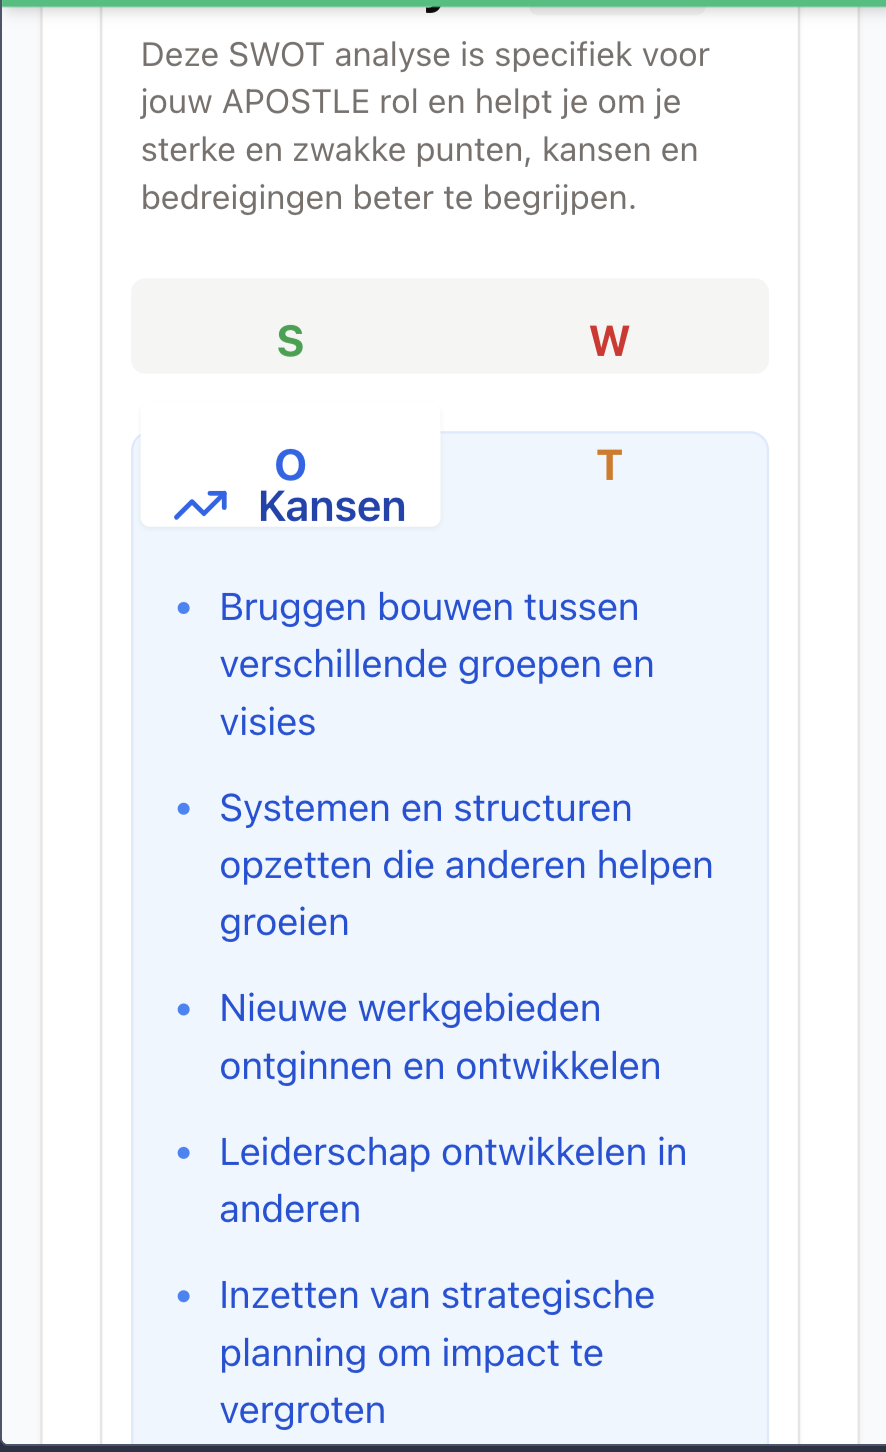 Deze SWOT analyse is specifiek voor
jouw APOSTLE rol en helpt je om je
sterke en zwakke punten, kansen en
bedreigingen beter te begrijpen.
S W
O T
Kansen
• Bruggen bouwen tussen
verschillende groepen en
visies
• Systemen en structuren
opzetten die anderen helpen
groeien
• Nieuwe werkgebieden
ontginnen en ontwikkelen
• Leiderschap ontwikkelen in
anderen
• Inzetten van strategische
planning om impact te
vergroten